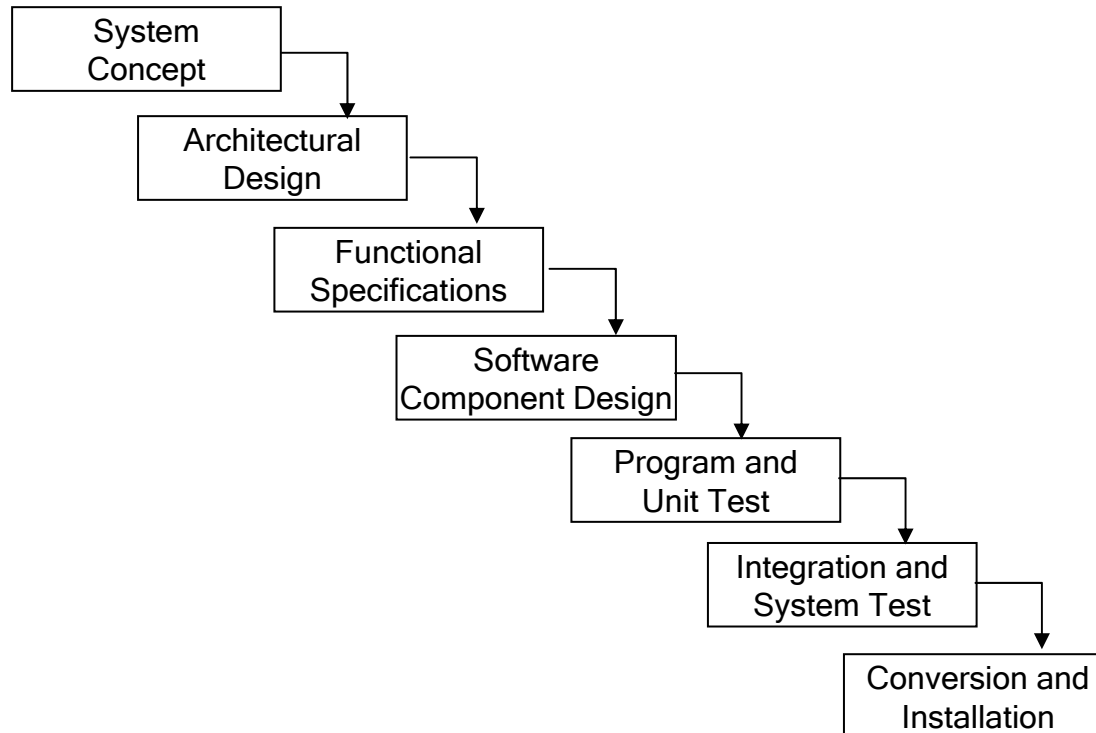 System
Concept
Architectural
Design
Functional
Specifications
Software
Component Design
Program and
Unit Test
Integration and
System Test
Conversion and
Installation